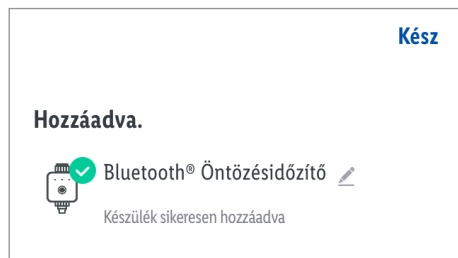 Kész
Hozzáadva.
Bluetooth® Öntözésidőzítő
Készülék sikeresen hozzáadva